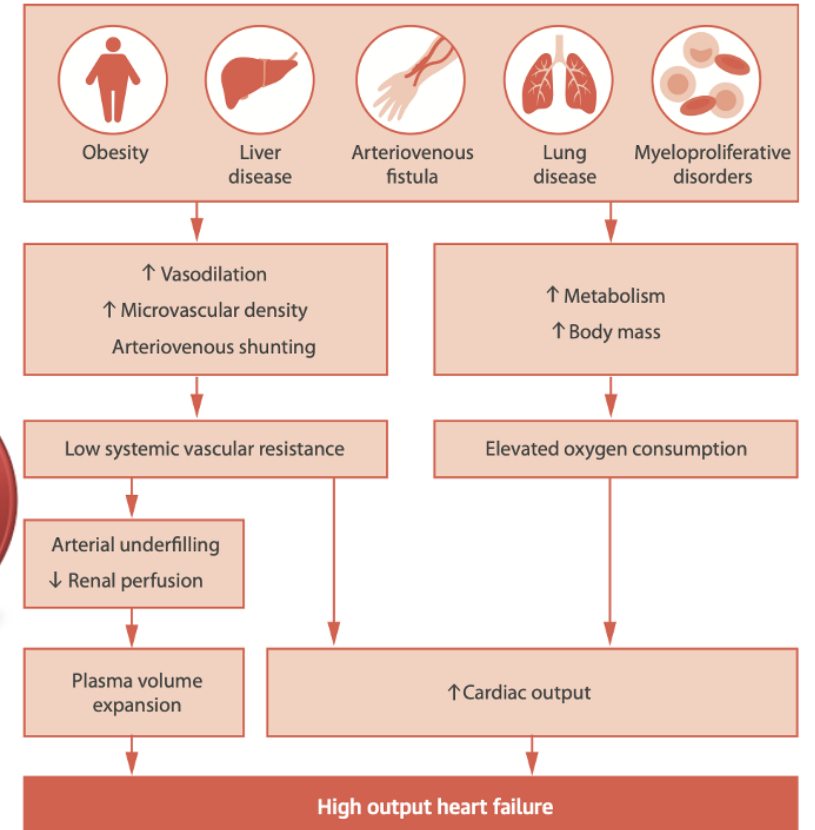 Obesity
Liver
disease
Arteriovenous
fistula
Lung
disease
Myeloproliferative
disorders
↑ Vasodilation
↑ Microvascular density
Arteriovenous shunting
↑ Metabolism
↑ Body mass
Low systemic vascular resistance
Elevated oxygen consumption
Arterial underfilling
↓ Renal perfusion
Plasma volume
expansion
↑ Cardiac output
High output heart failure